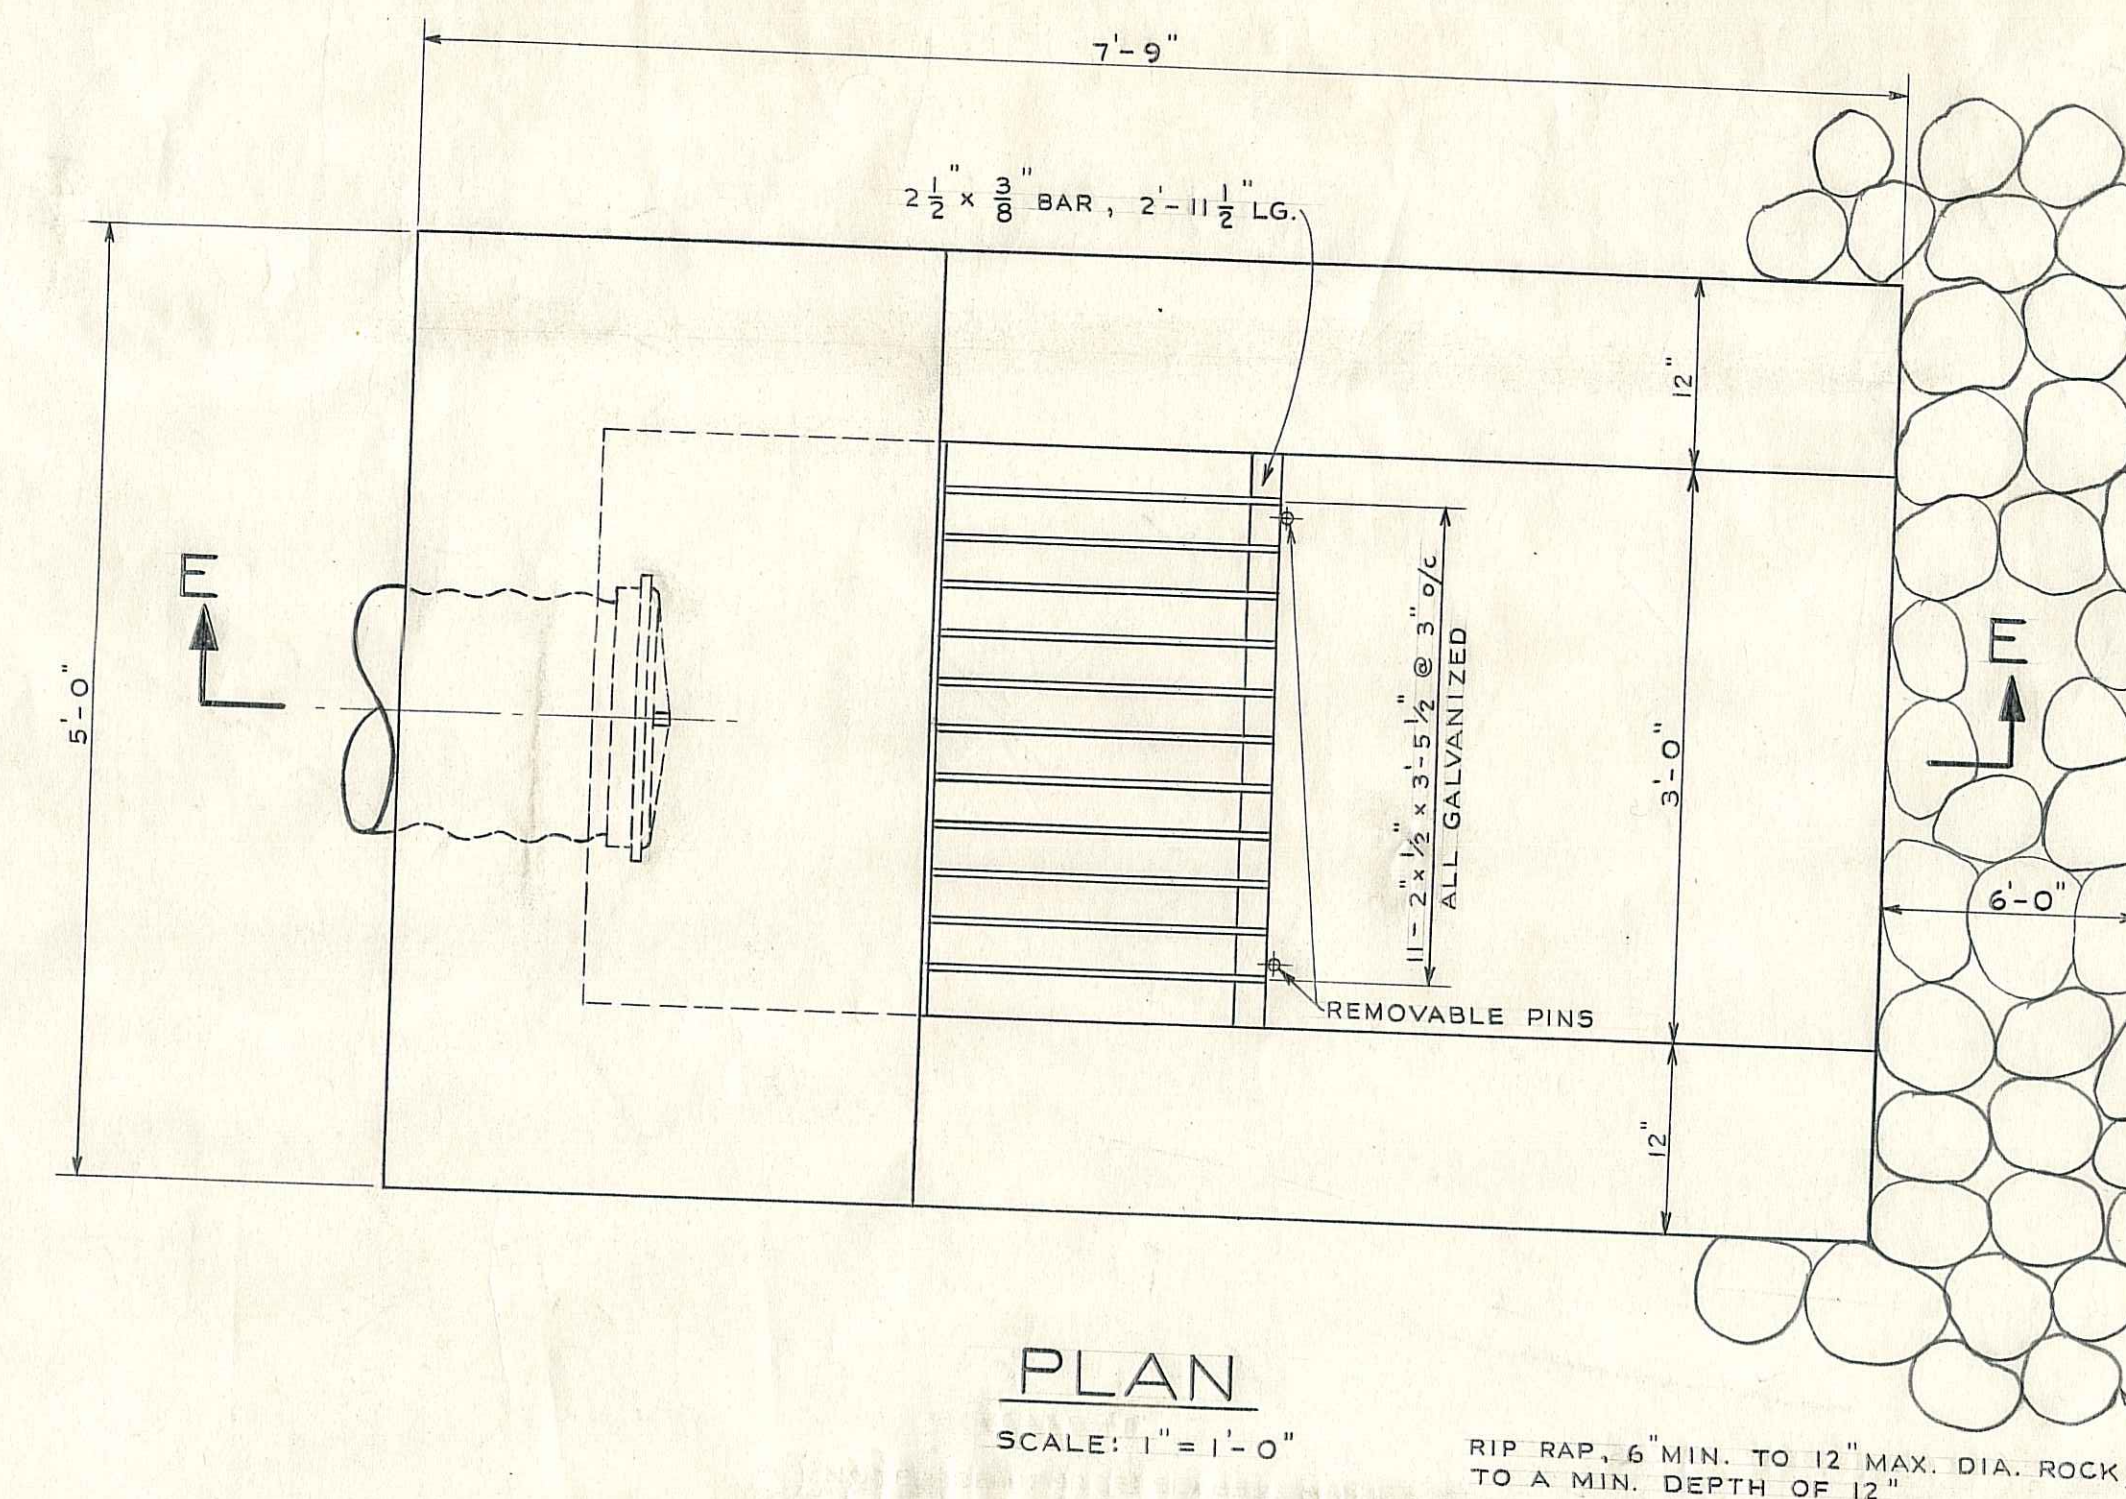 7'-9"
2 1/2" x 3/8" BAR, 2'-11 1/2" LG.
12"
E
E
5'-0"
11 - 2" x 1/2" x 3'-5 1/2" @ 3" o/c
ALL GALVANIZED
3'-0"
6'-0"
REMOVABLE PINS
12"
PLAN
SCALE: 1" = 1'-0"
RIP RAP, 6" MIN. TO 12" MAX. DIA. ROCK
TO A MIN. DEPTH OF 12"